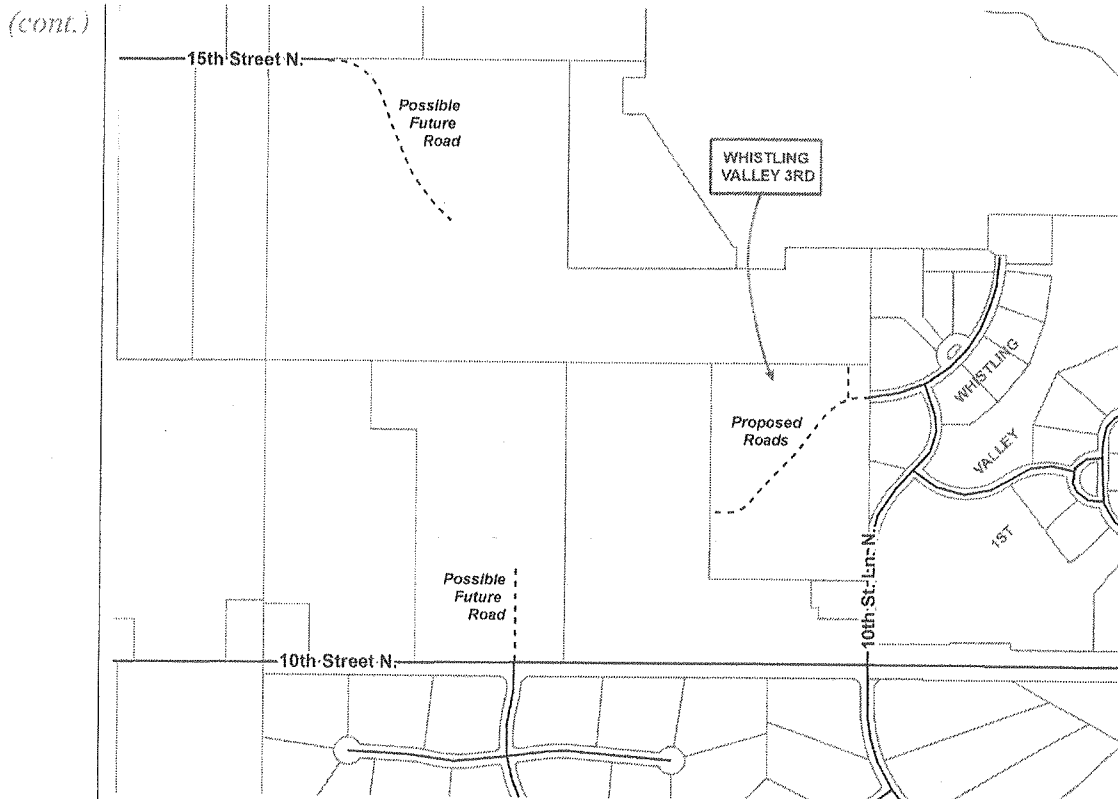 (cont.)
15th Street N.
Possible
Future
Road
WHISTLING
VALLEY 3RD
WHISTLING
Proposed
Roads
VALLEY
1ST
10th St. Ln. N.
Possible
Future
Road
10th Street N.